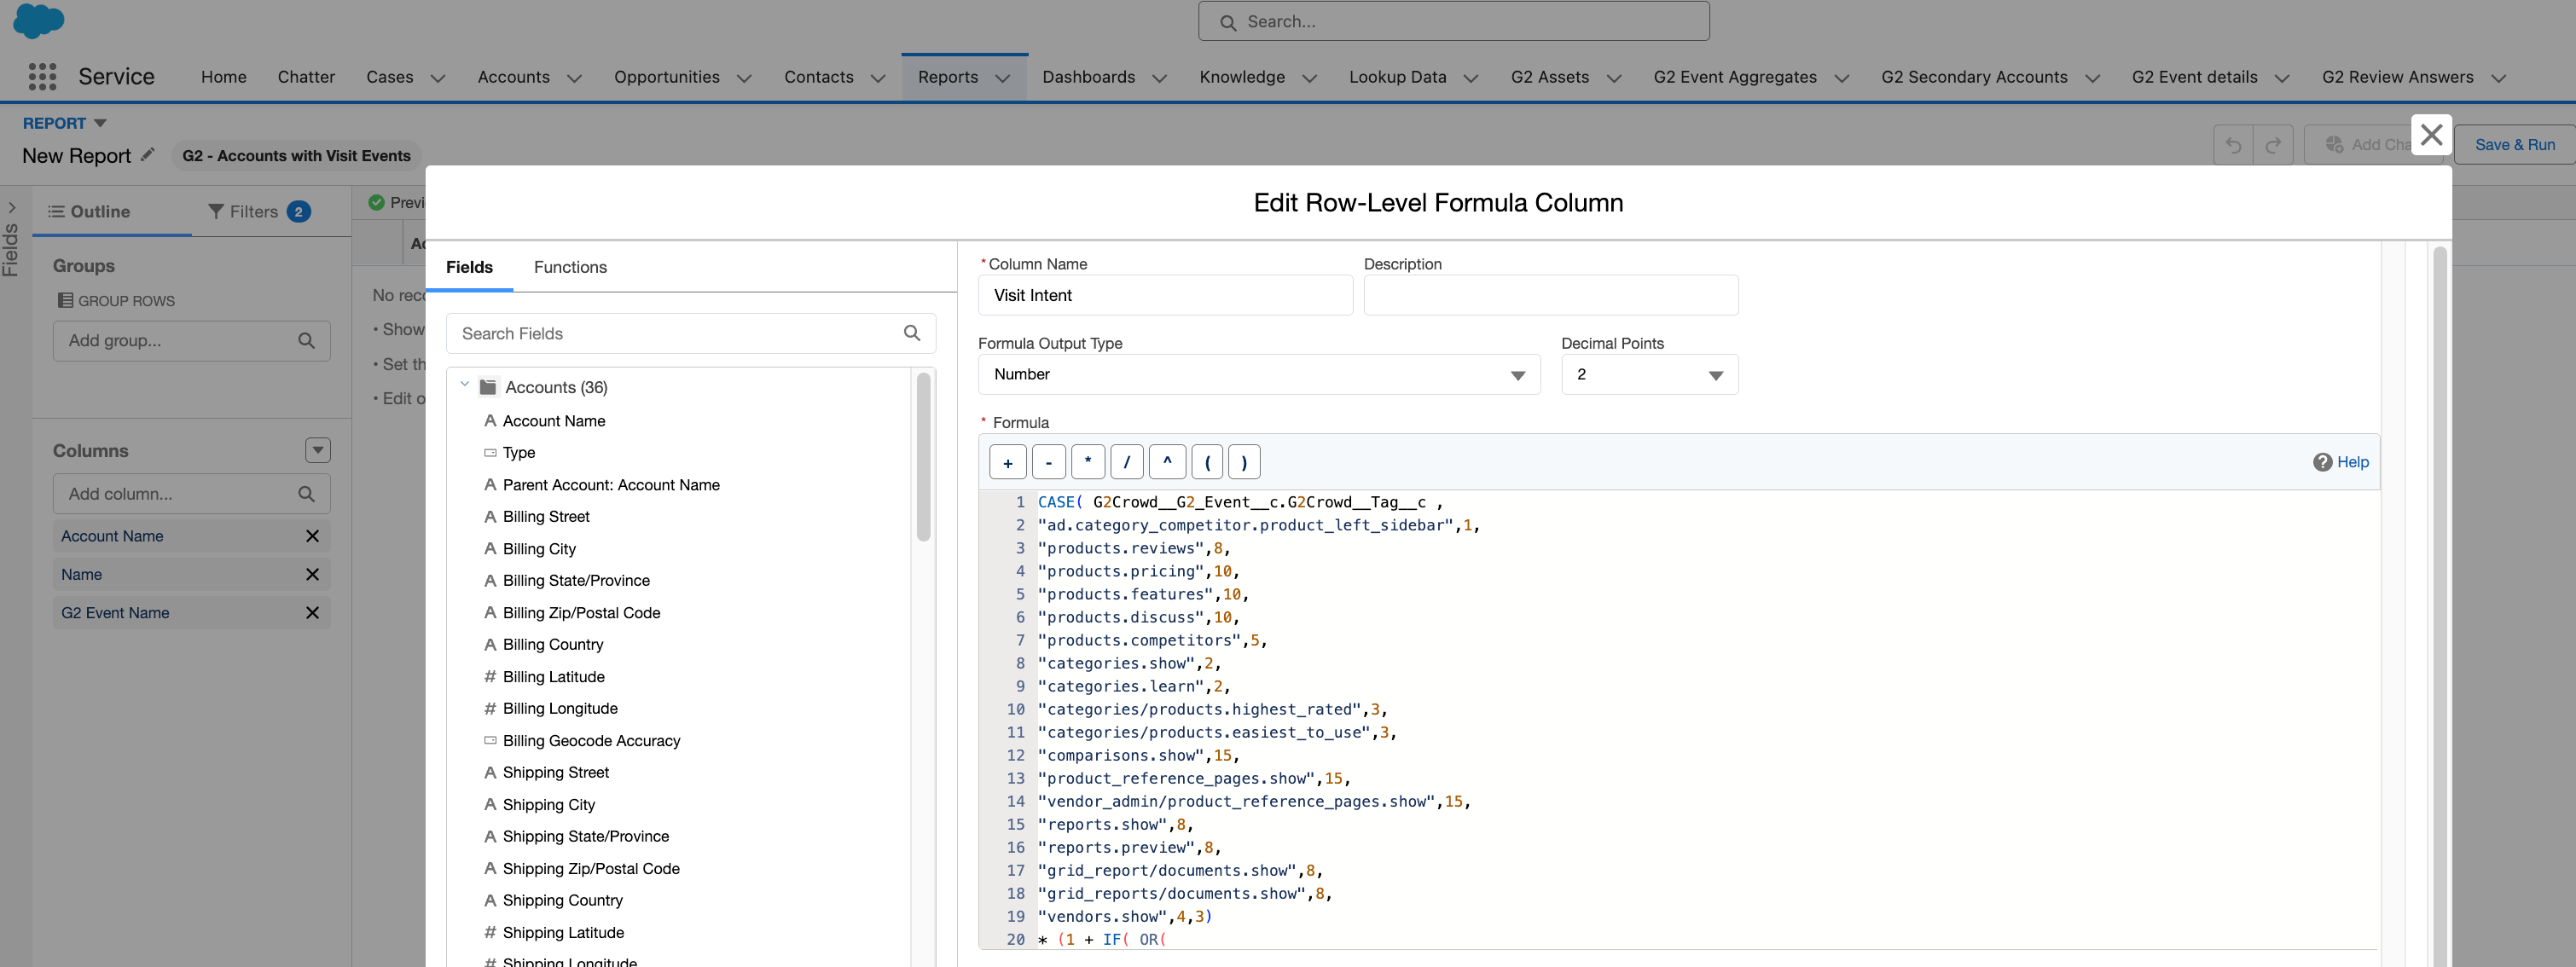 Search...
Service
Home
Chatter
Cases
Accounts
Opportunities
Contacts
Reports
Dashboards
Knowledge
Lookup Data
G2 Assets
G2 Event Aggregates
G2 Secondary Accounts
G2 Event details
G2 Review Answers
REPORT
New Report
G2 - Accounts with Visit Events
Add Cha
Save & Run
Fields
Outline
Filters 2
Groups
GROUP ROWS
Add group...
Columns
Add column...
Account Name
Name
G2 Event Name
Previ
Ac
No rec
• Show
• Set th
• Edit o
Edit Row-Level Formula Column
Fields
Functions
Search Fields
Accounts (36)
A Account Name
Type
A Parent Account: Account Name
A Billing Street
A Billing City
A Billing State/Province
A Billing Zip/Postal Code
A Billing Country
# Billing Latitude
# Billing Longitude
Billing Geocode Accuracy
A Shipping Street
A Shipping City
A Shipping State/Province
A Shipping Zip/Postal Code
A Shipping Country
# Shipping Latitude
# Shipping Longitude
* Column Name
Visit Intent
Description
Formula Output Type
Number
Decimal Points
2
* Formula
+ - * / ^ ( )
? Help
1 CASE( G2Crowd__G2_Event__c.G2Crowd__Tag__c ,
2 "ad.category_competitor.product_left_sidebar",1,
3 "products.reviews",8,
4 "products.pricing",10,
5 "products.features",10,
6 "products.discuss",10,
7 "products.competitors",5,
8 "categories.show",2,
9 "categories.learn",2,
10 "categories/products.highest_rated",3,
11 "categories/products.easiest_to_use",3,
12 "comparisons.show",15,
13 "product_reference_pages.show",15,
14 "vendor_admin/product_reference_pages.show",15,
15 "reports.show",8,
16 "reports.preview",8,
17 "grid_report/documents.show",8,
18 "grid_reports/documents.show",8,
19 "vendors.show",4,3)
20 * (1 + IF( OR(